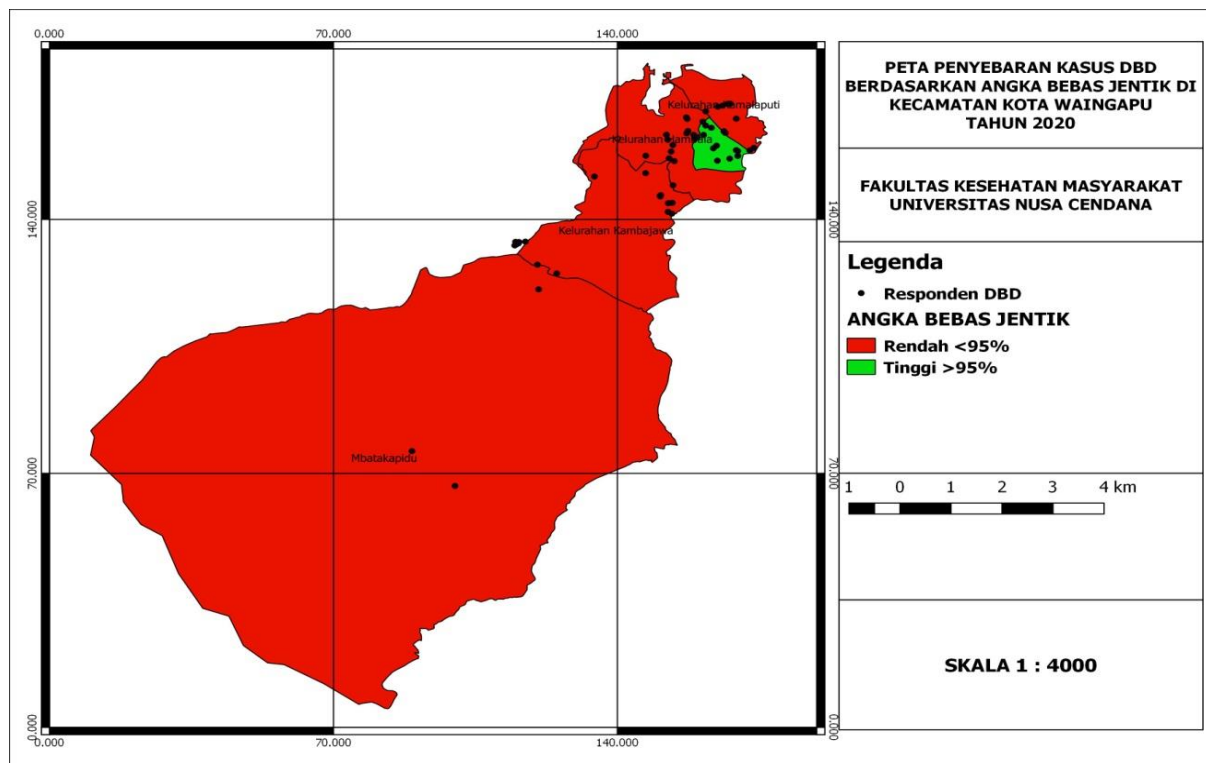 0.000
70.000
140.000
PETA PENYEBARAN KASUS DBD
BERDASARKAN ANGKA BEBAS JENTIK DI
KECAMATAN KOTA WAINGAPU
TAHUN 2020
FAKULTAS KESEHATAN MASYARAKAT
UNIVERSITAS NUSA CENDANA
Legenda
Responden DBD
ANGKA BEBAS JENTIK
Rendah <95%
Tinggi >95%
1 0 1 2 3 4 km
SKALA 1 : 4000
Kelurahan Kamalaputi
Kelurahan Hambala
Kelurahan Kambajawa
Mbatakapidu
140.000
140.000
70.000
70.000
0.000
0.000
70.000
140.000